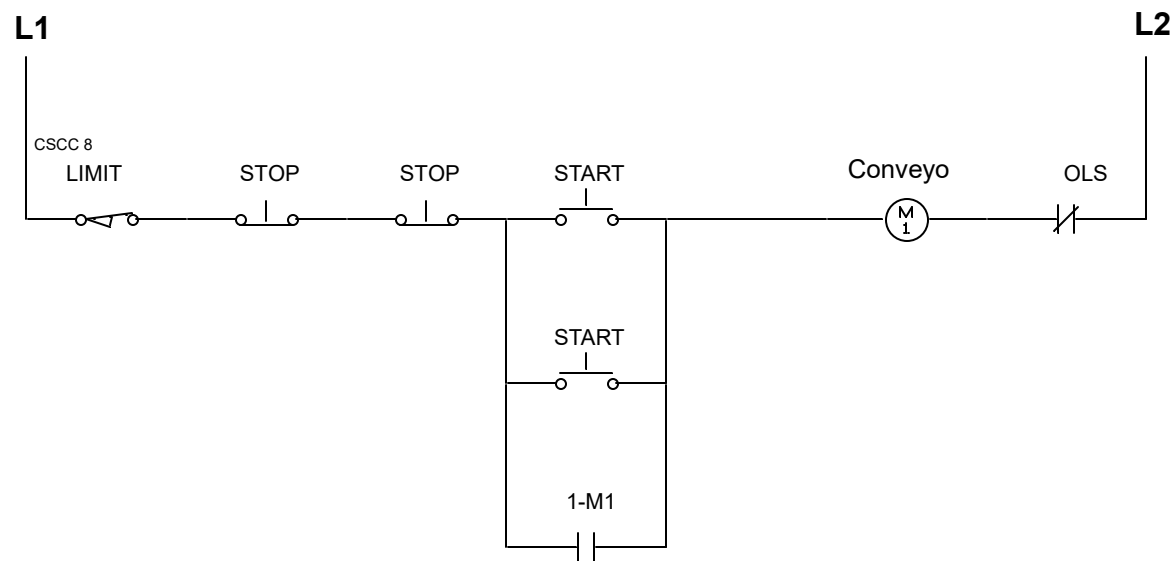 L1
L2
CSCC 8
LIMIT
STOP
STOP
START
Conveyo
OLS
M
1
START
1-M1